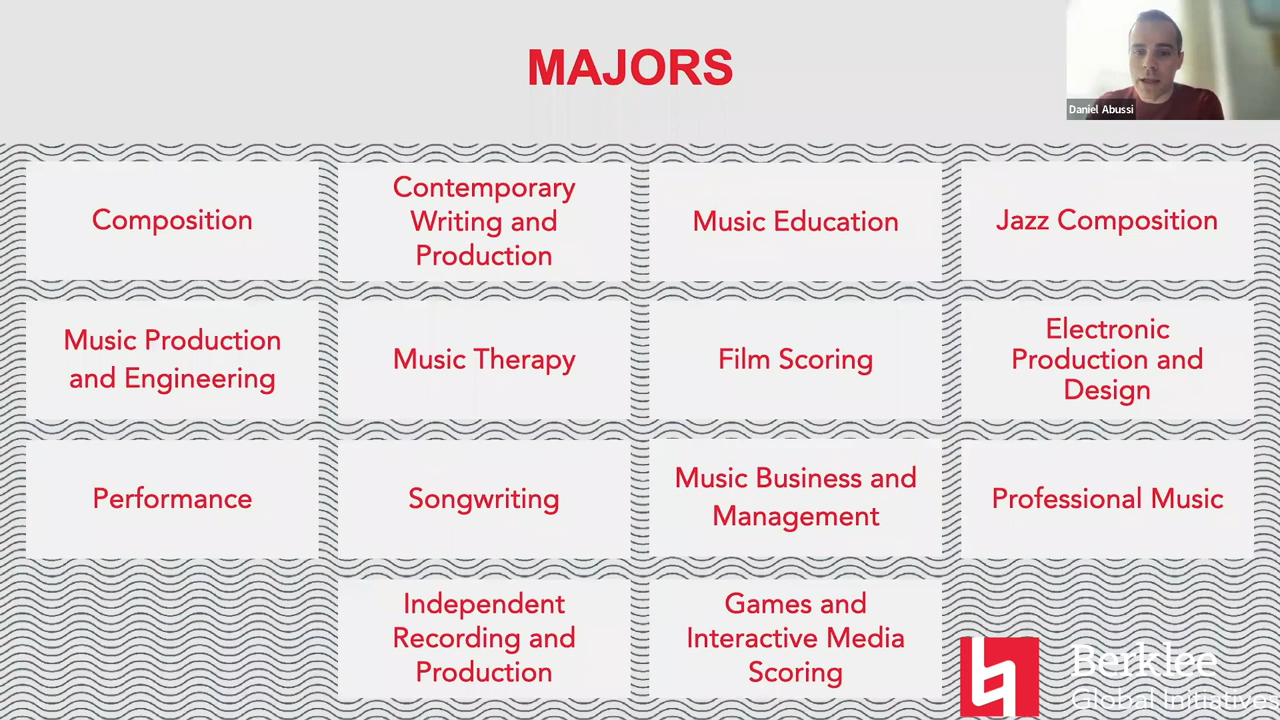 MAJORS
Daniel Abussi
Composition
Contemporary
Writing and
Production
Music Education
Jazz Composition
Music Production
and Engineering
Music Therapy
Film Scoring
Electronic
Production and
Design
Performance
Songwriting
Music Business and
Management
Professional Music
Independent
Recording and
Production
Games and
Interactive Media
Scoring
Berklee
Global Initiatives